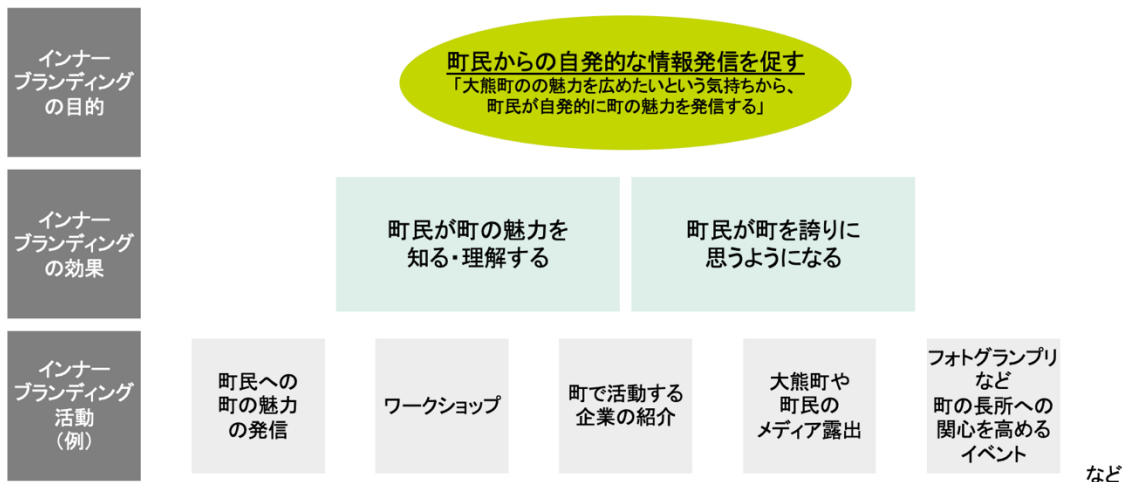 インナー
ブランディング
の目的
町民からの自発的な情報発信を促す
「大熊町のの魅力を広めたいという気持ちから、
町民が自発的に町の魅力を発信する」
インナー
ブランディング
の効果
町民が町の魅力を
知る・理解する
町民が町を誇りに
思うようになる
インナー
ブランディング
活動
（例）
町民への
町の魅力
の発信
ワークショップ
町で活動する
企業の紹介
大熊町や
町民の
メディア露出
フォトグランプリ
など
町の長所への
関心を高める
イベント
など